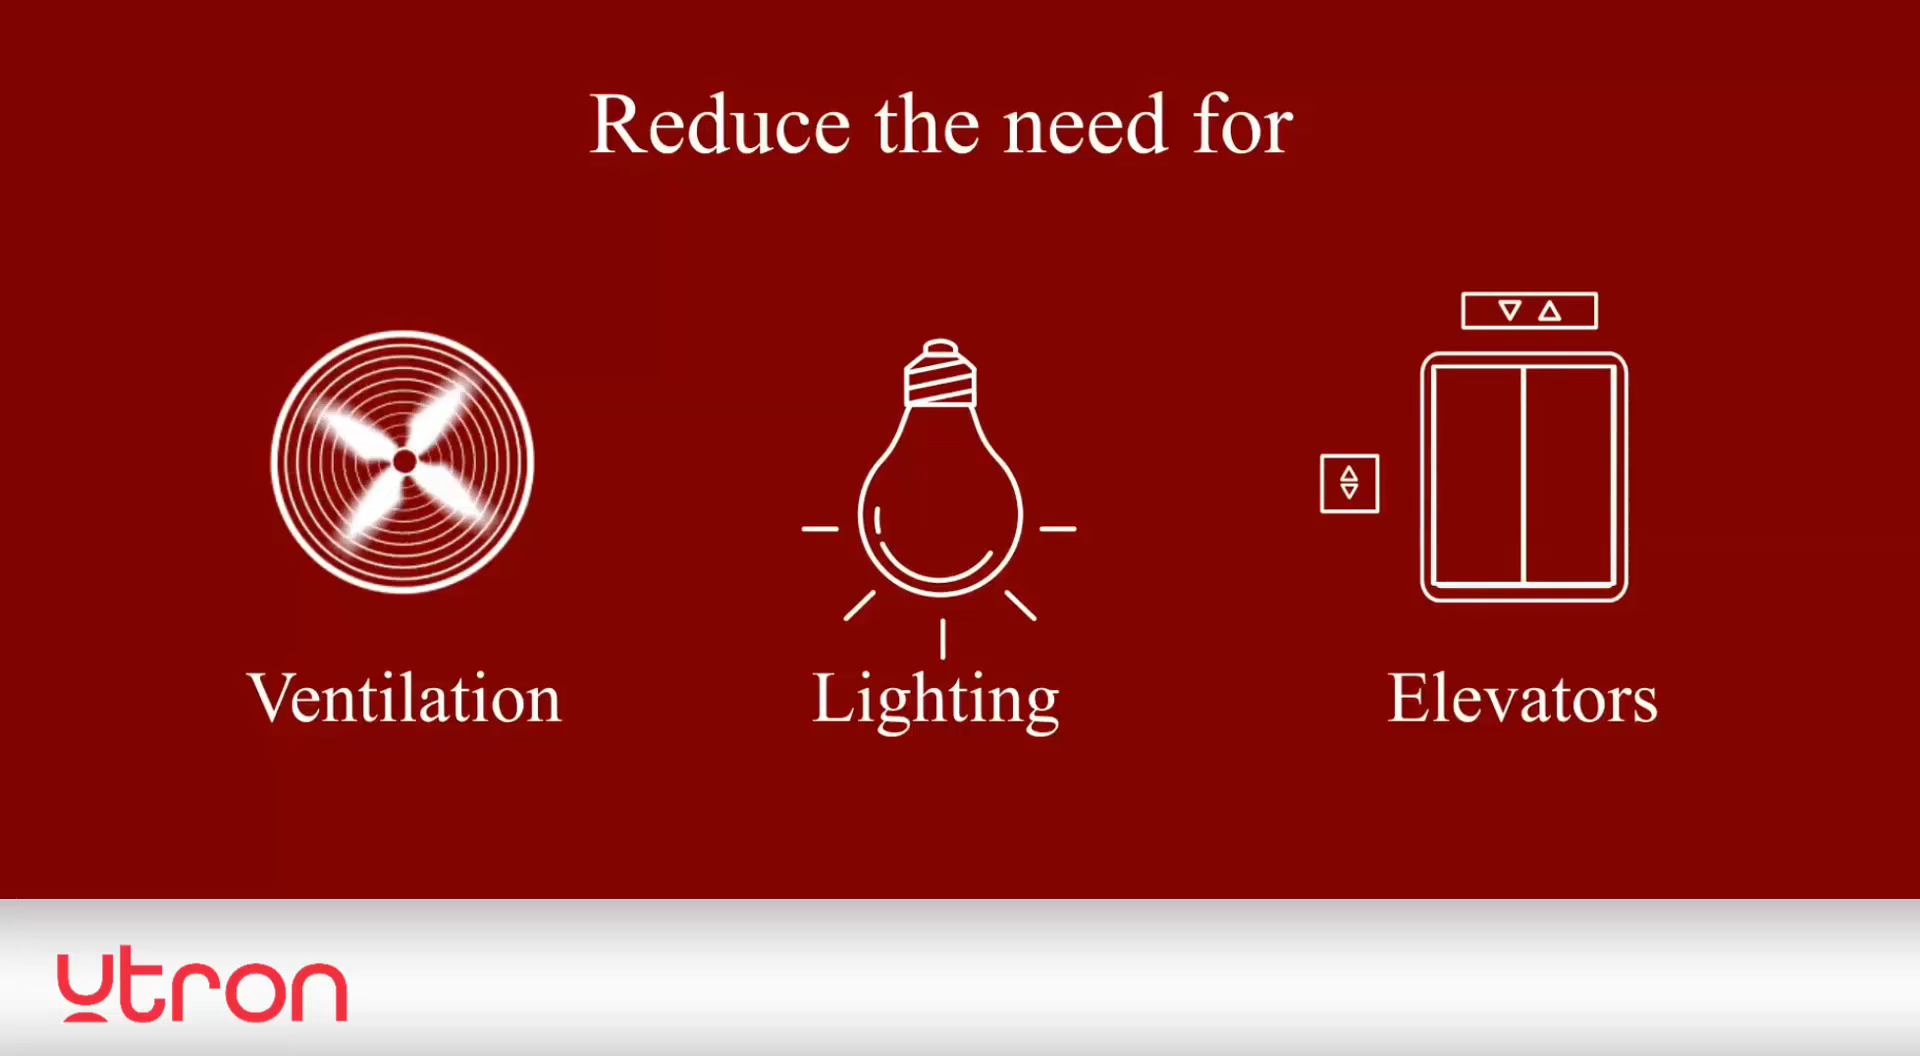 Reduce the need for
Ventilation
Lighting
Elevators
utron